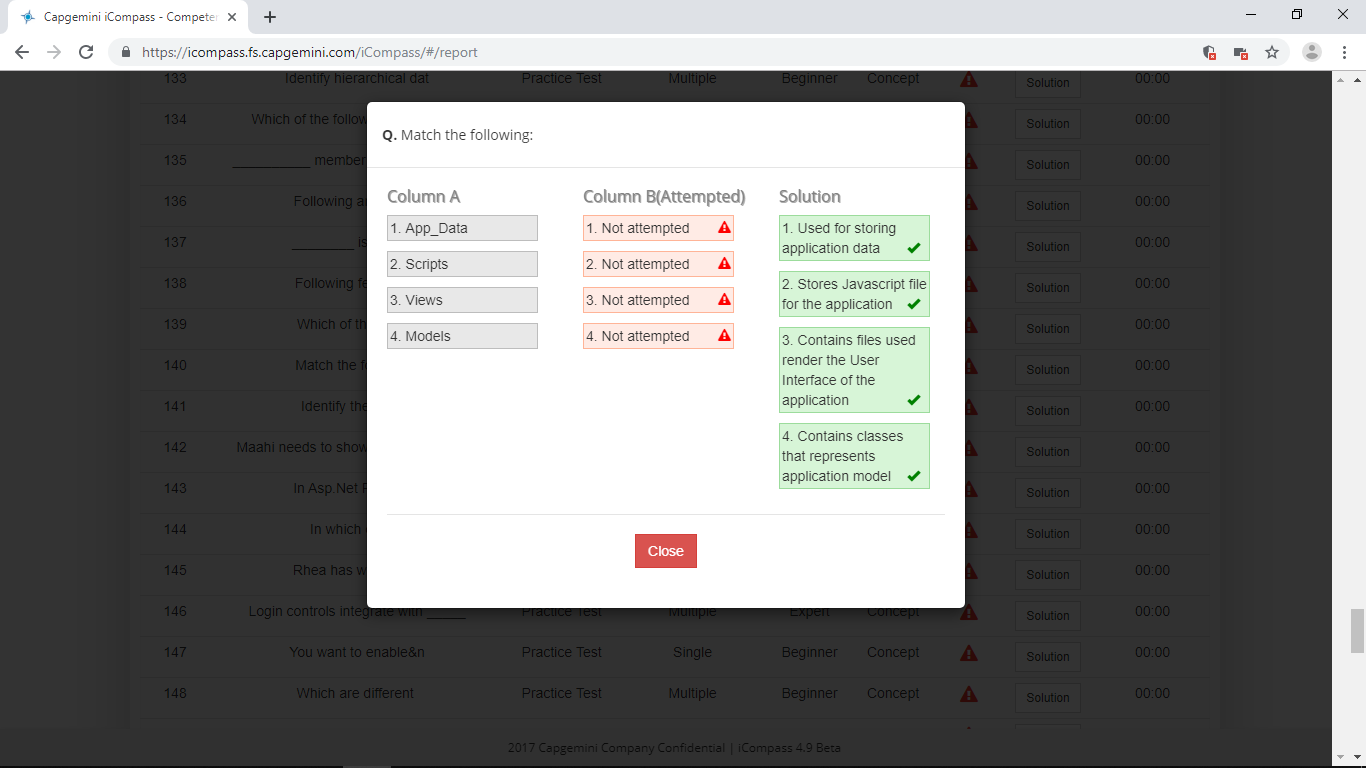 Capgemini iCompass - Competer
https://icompass.fs.capgemini.com/iCompass/#/report
133 Identify hierarchical dat Practice Test Multiple Beginner Concept Solution 00:00
134 Which of the follow Solution 00:00
135 __________ member Solution 00:00
136 Following a Solution 00:00
137 ________ is Solution 00:00
138 Following fe Solution 00:00
139 Which of th Solution 00:00
140 Match the f Solution 00:00
141 Identify the Solution 00:00
142 Maahi needs to show Solution 00:00
143 In Asp.Net Solution 00:00
144 In which Solution 00:00
145 Rhea has w Solution 00:00
146 Login controls integrate with _____ Practice Test Multiple Expert Concept Solution 00:00
147 You want to enable&n Practice Test Single Beginner Concept Solution 00:00
148 Which are different Practice Test Multiple Beginner Concept Solution 00:00
Q. Match the following:
Column A
1. App_Data
2. Scripts
3. Views
4. Models
Column B(Attempted)
1. Not attempted
2. Not attempted
3. Not attempted
4. Not attempted
Solution
1. Used for storing
application data
2. Stores Javascript file
for the application
3. Contains files used
render the User
Interface of the
application
4. Contains classes
that represents
application model
Close
2017 Capgemini Company Confidential | iCompass 4.9 Beta